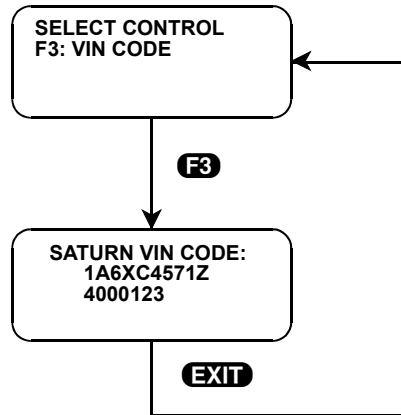 SELECT CONTROL
F3: VIN CODE
F3
SATURN VIN CODE:
1A6XC4571Z
4000123
EXIT